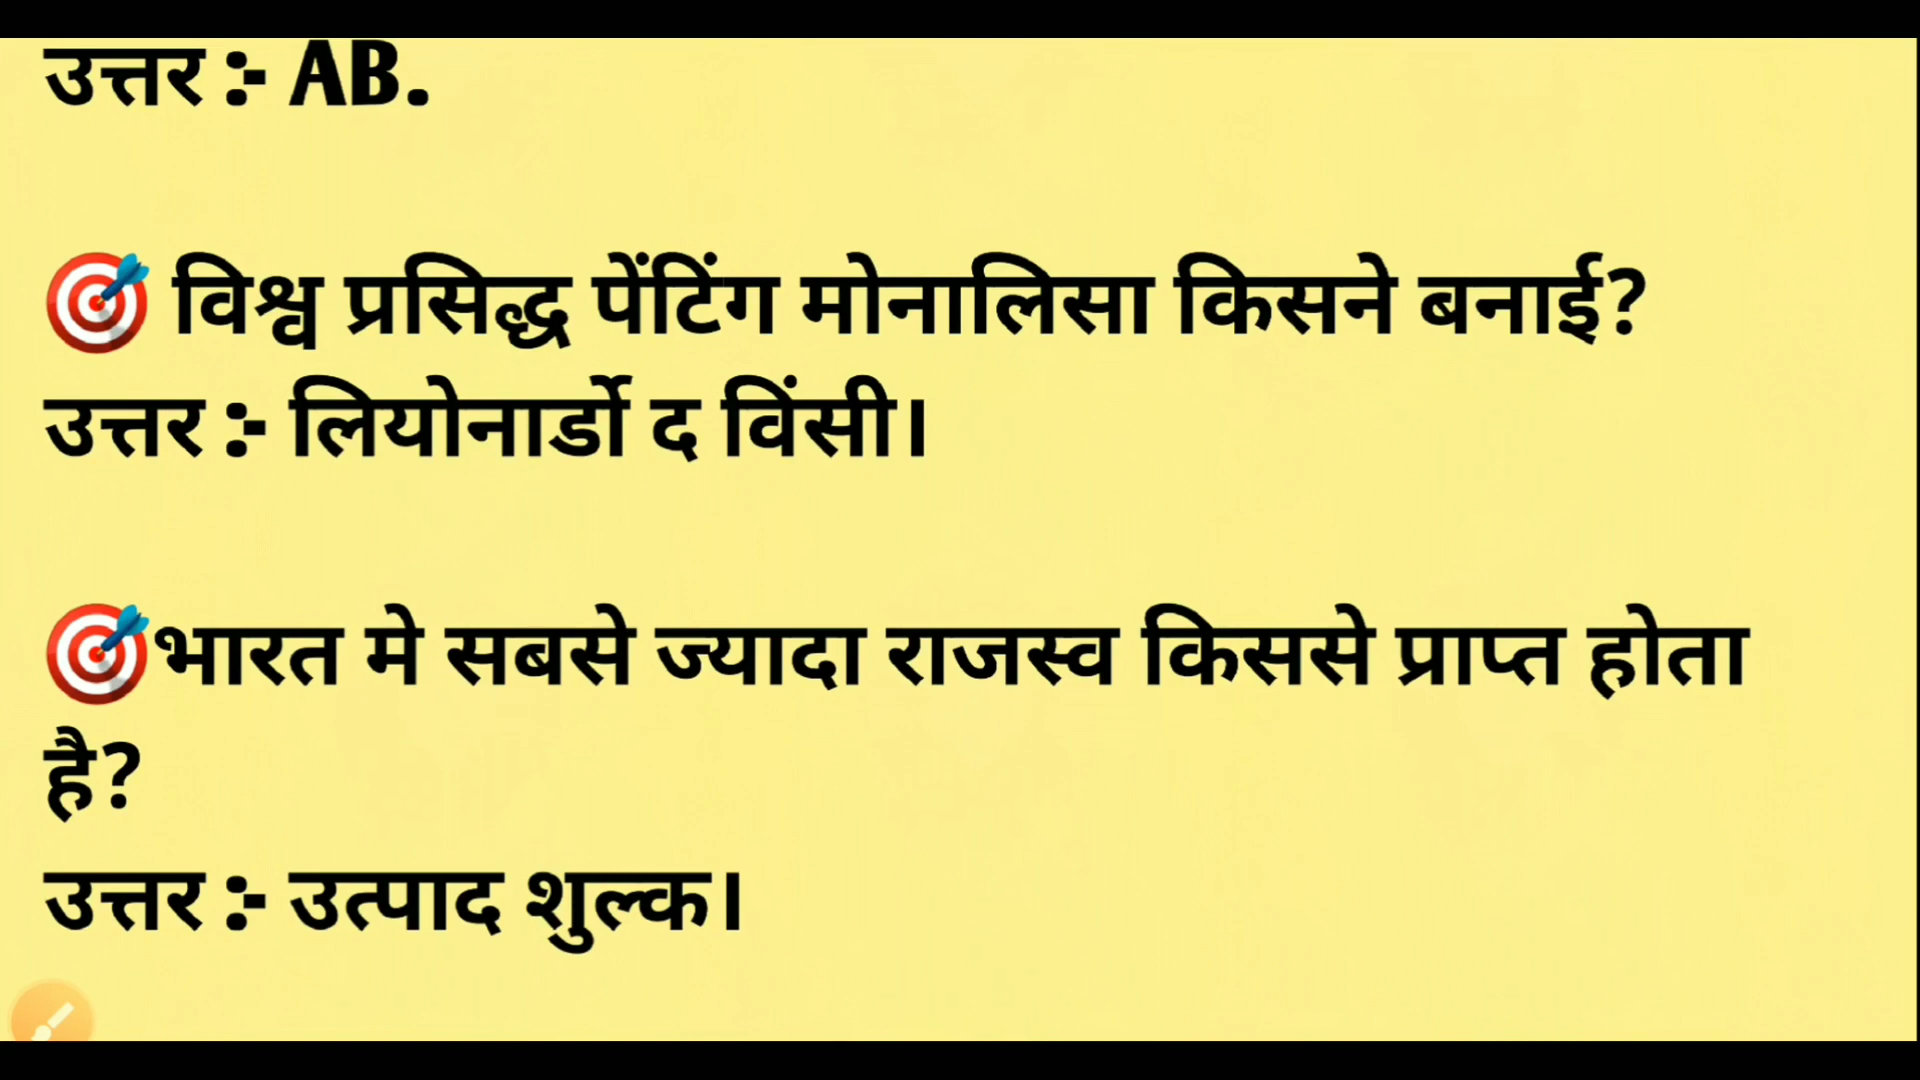 उत्तर :- AB.
🎯 विश्व प्रसिद्ध पेंटिंग मोनालिसा किसने बनाई?
उत्तर :- लियोनार्डो द विंसी।
🎯भारत मे सबसे ज्यादा राजस्व किससे प्राप्त होता
है?
उत्तर :- उत्पाद शुल्क।